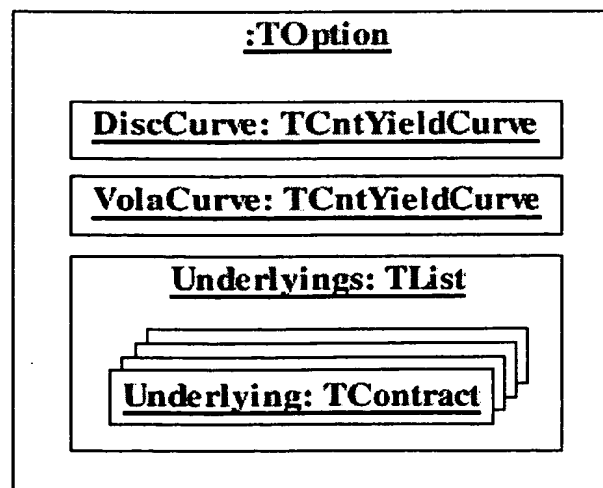 :TOption
DiscCurve: TCntYieldCurve
VolaCurve: TCntYieldCurve
Underlyings: TList
Underlying: TContract